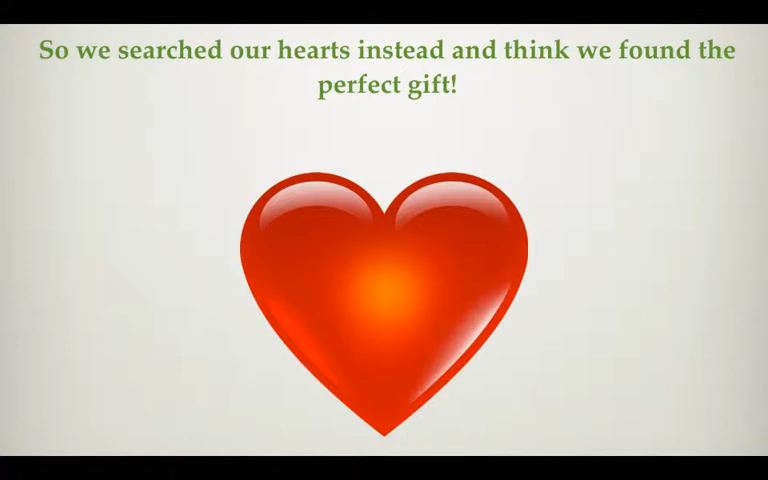 So we searched our hearts instead and think we found the
perfect gift!